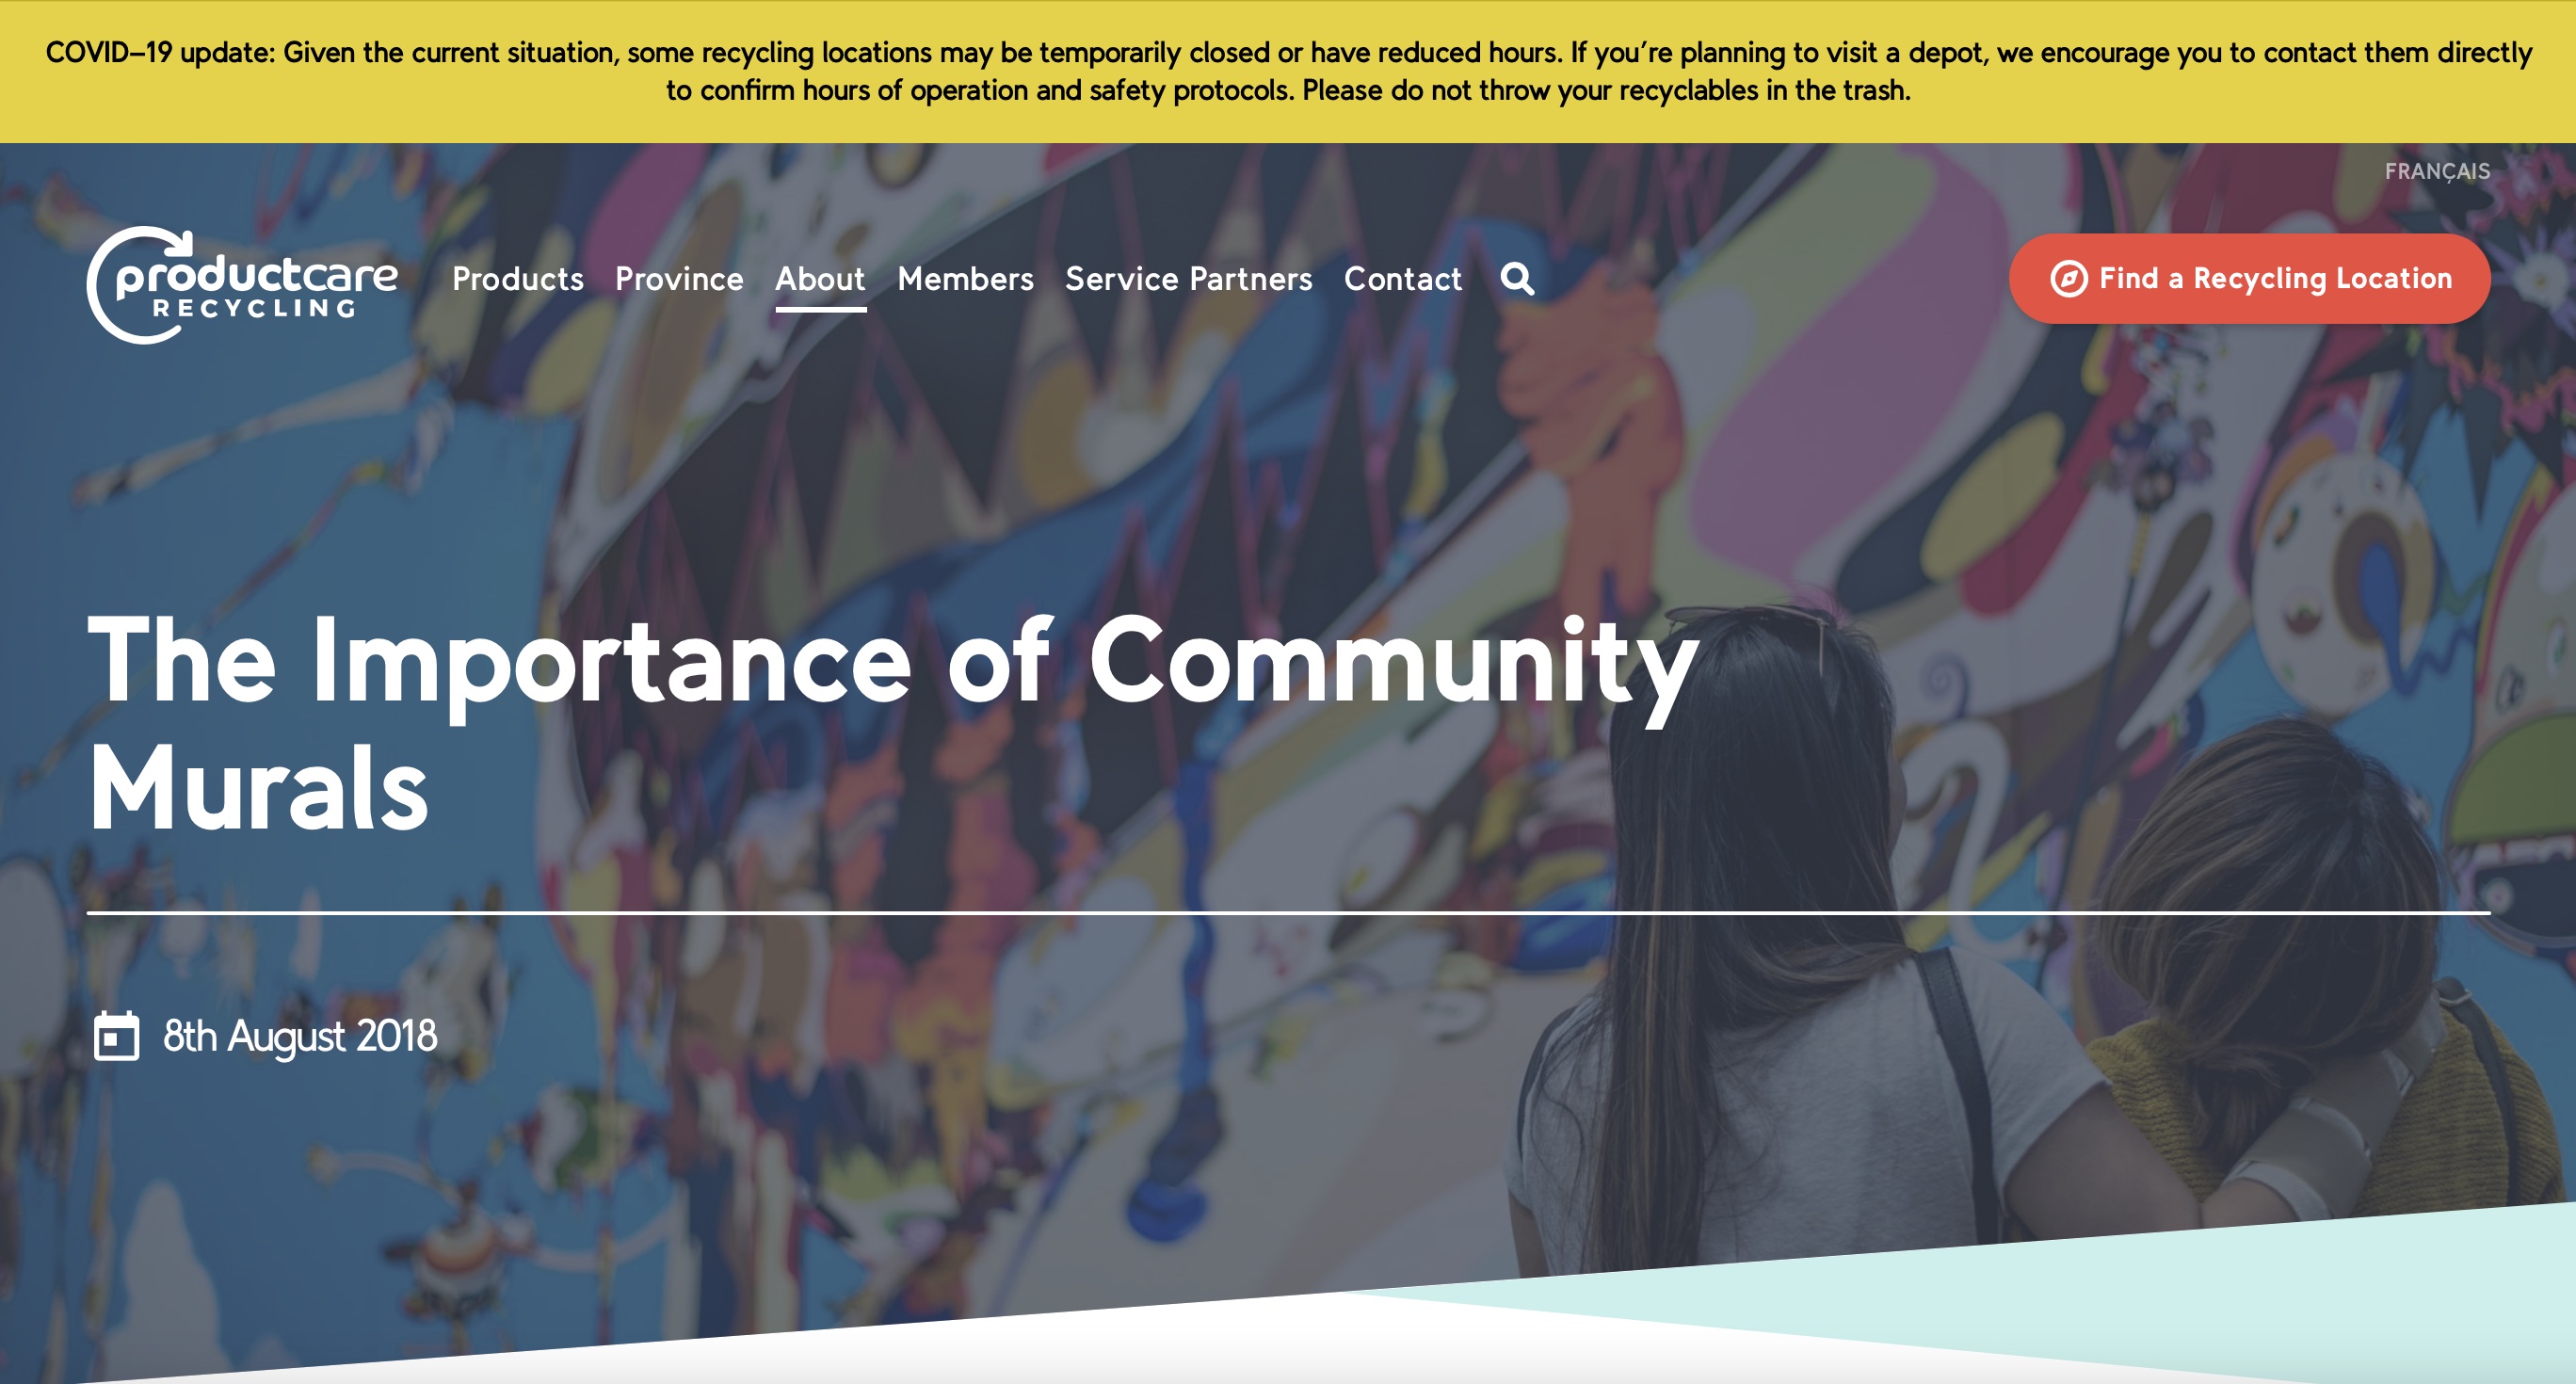 COVID–19 update: Given the current situation, some recycling locations may be temporarily closed or have reduced hours. If you’re planning to visit a depot, we encourage you to contact them directly
to confirm hours of operation and safety protocols. Please do not throw your recyclables in the trash.
FRANÇAIS
productcare
RECYCLING
Products Province About Members Service Partners Contact
Find a Recycling Location
The Importance of Community
Murals
8th August 2018